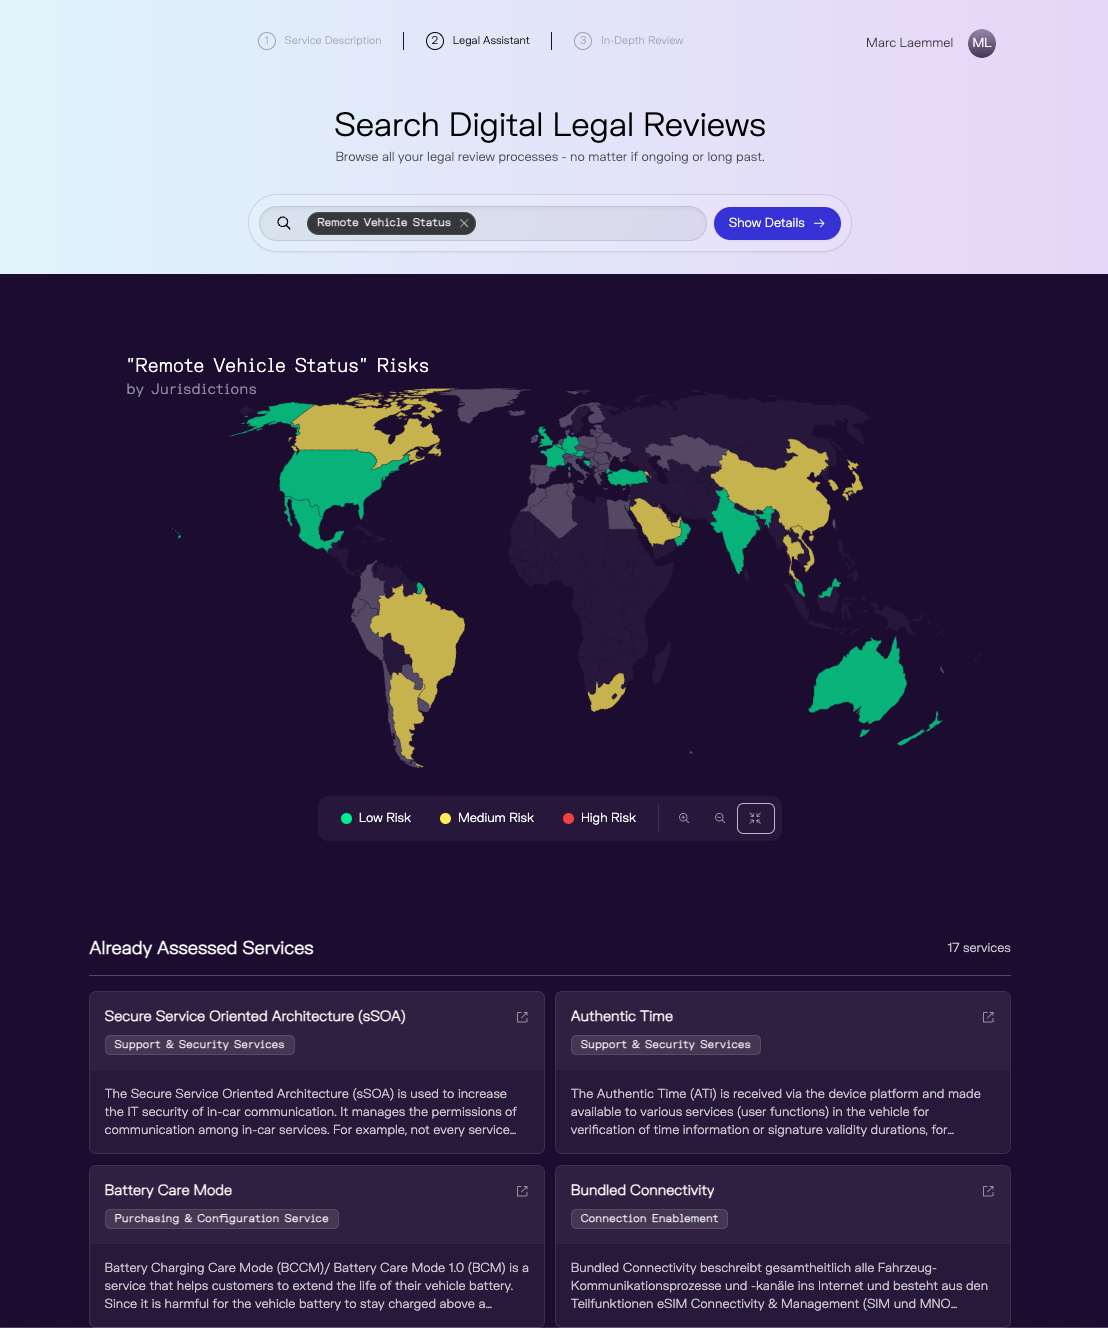 1 Service Description
2 Legal Assistant
3 In-Depth Review
Marc Laemmel ML
Search Digital Legal Reviews
Browse all your legal review processes - no matter if ongoing or long past.
Remote Vehicle Status
Show Details
"Remote Vehicle Status" Risks
by Jurisdictions
Low Risk
Medium Risk
High Risk
Already Assessed Services
17 services
Secure Service Oriented Architecture (sSOA)
Support & Security Services
The Secure Service Oriented Architecture (sSOA) is used to increase
the IT security of in-car communication. It manages the permissions of
communication among in-car services. For example, not every service...
Authentic Time
Support & Security Services
The Authentic Time (ATi) is received via the device platform and made
available to various services (user functions) in the vehicle for
verification of time information or signature validity durations, for...
Battery Care Mode
Purchasing & Configuration Service
Battery Charging Care Mode (BCCM)/ Battery Care Mode 1.0 (BCM) is a
service that helps customers to extend the life of their vehicle battery.
Since it is harmful for the vehicle battery to stay charged above a...
Bundled Connectivity
Connection Enablement
Bundled Connectivity beschreibt gesamtheitlich alle Fahrzeug-
Kommunikationsprozesse und -kanäle ins Internet und besteht aus den
Teilfunktionen eSIM Connectivity & Management (SIM und MNO...